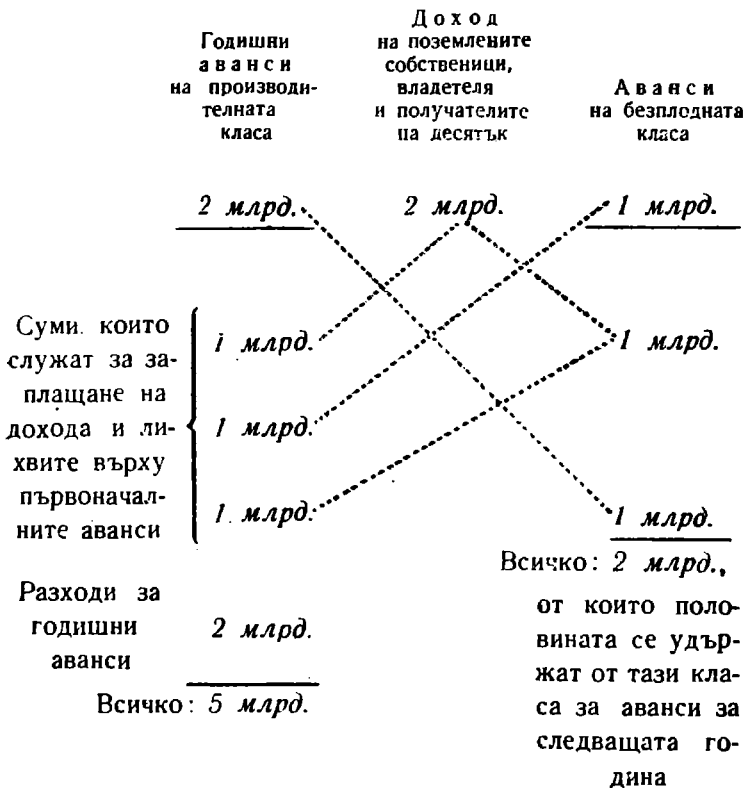 Годишни
аванси
на производи-
телната
класа
Доход
на поземлените
собственици,
владетеля
и получателите
на десятък
Аванси
на безплодната
класа
2 млрд.
2 млрд.
1 млрд.
Суми. които
служат за за-
плащане на
дохода и ли-
хвите върху
първоначал-
ните аванси
1 млрд.
1 млрд.
1 млрд.
1 млрд.
1 млрд.
Всичко: 2 млрд.,
от които поло-
вината се удър-
жат от тази кла-
са за аванси за
следващата го-
дина
Разходи за
годишни
аванси
2 млрд.
Всичко: 5 млрд.